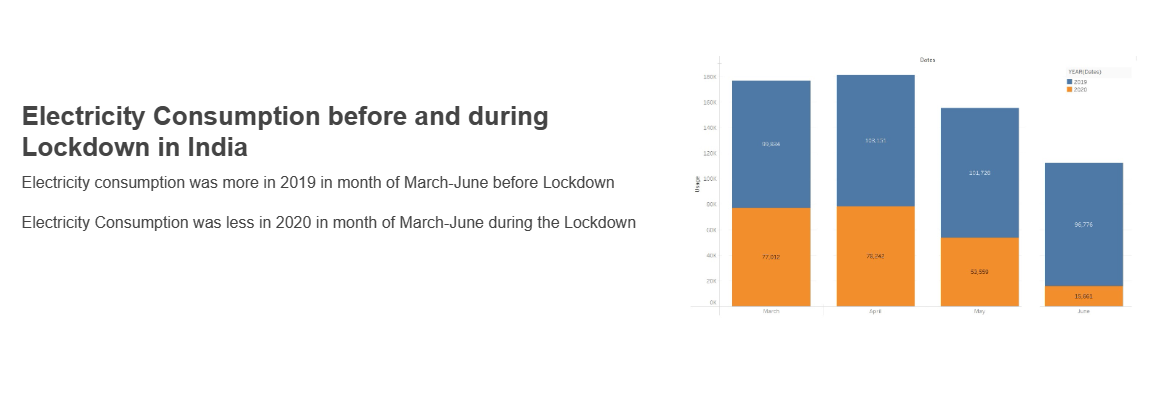 Electricity Consumption before and during
Lockdown in India
Electricity consumption was more in 2019 in month of March-June before Lockdown
Electricity Consumption was less in 2020 in month of March-June during the Lockdown
Dates
YEAR(Dates)
2019
2020
Usage
180K
160K
140K
120K
100K
80K
60K
40K
20K
0K
77,012
15,661
March
April
May
June